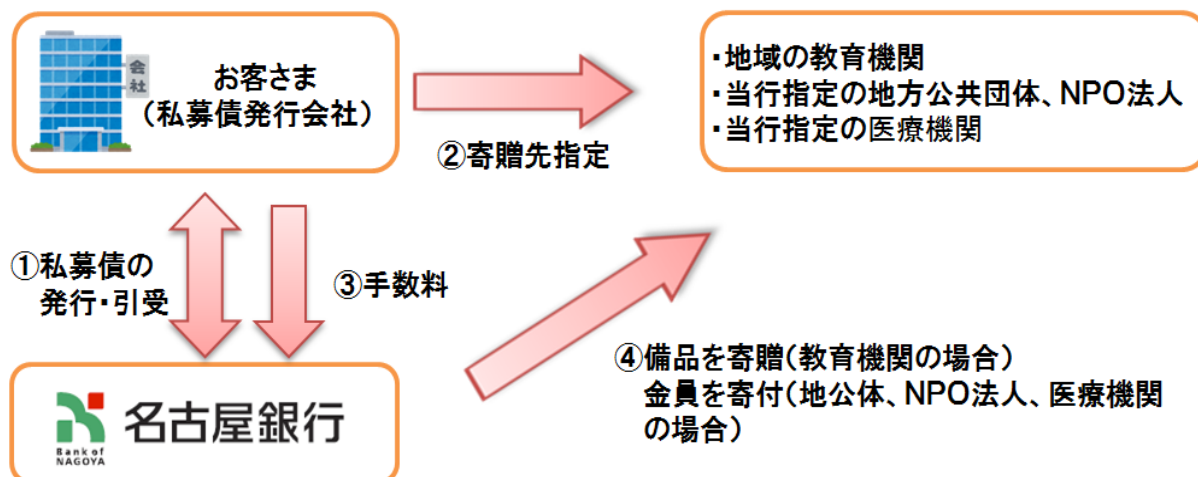 会
社
お客さま
（私募債発行会社）
・地域の教育機関
・当行指定の地方公共団体、NPO法人
・当行指定の医療機関
②寄贈先指定
①私募債の
発行・引受
③手数料
④備品を寄贈（教育機関の場合）
金員を寄付（地公体、NPO法人、医療機関
の場合）
Bank of
NAGOYA
名古屋銀行